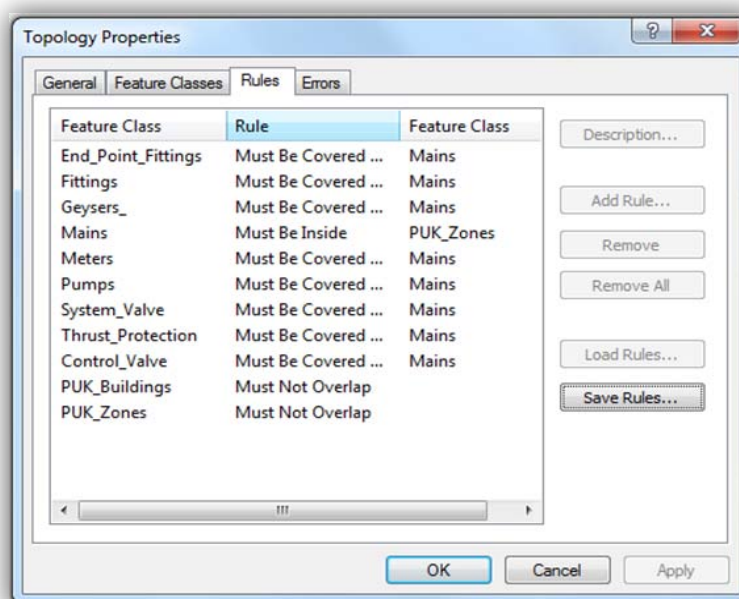 Topology Properties
?
General Feature Classes Rules Errors
Feature Class Rule Feature Class
End_Point_Fittings Must Be Covered ... Mains
Fittings Must Be Covered ... Mains
Geysers_ Must Be Covered ... Mains
Mains Must Be Inside PUK_Zones
Meters Must Be Covered ... Mains
Pumps Must Be Covered ... Mains
System_Valve Must Be Covered ... Mains
Thrust_Protection Must Be Covered ... Mains
Control_Valve Must Be Covered ... Mains
PUK_Buildings Must Not Overlap
PUK_Zones Must Not Overlap
Description...
Add Rule...
Remove
Remove All
Load Rules...
Save Rules...
OK Cancel Apply